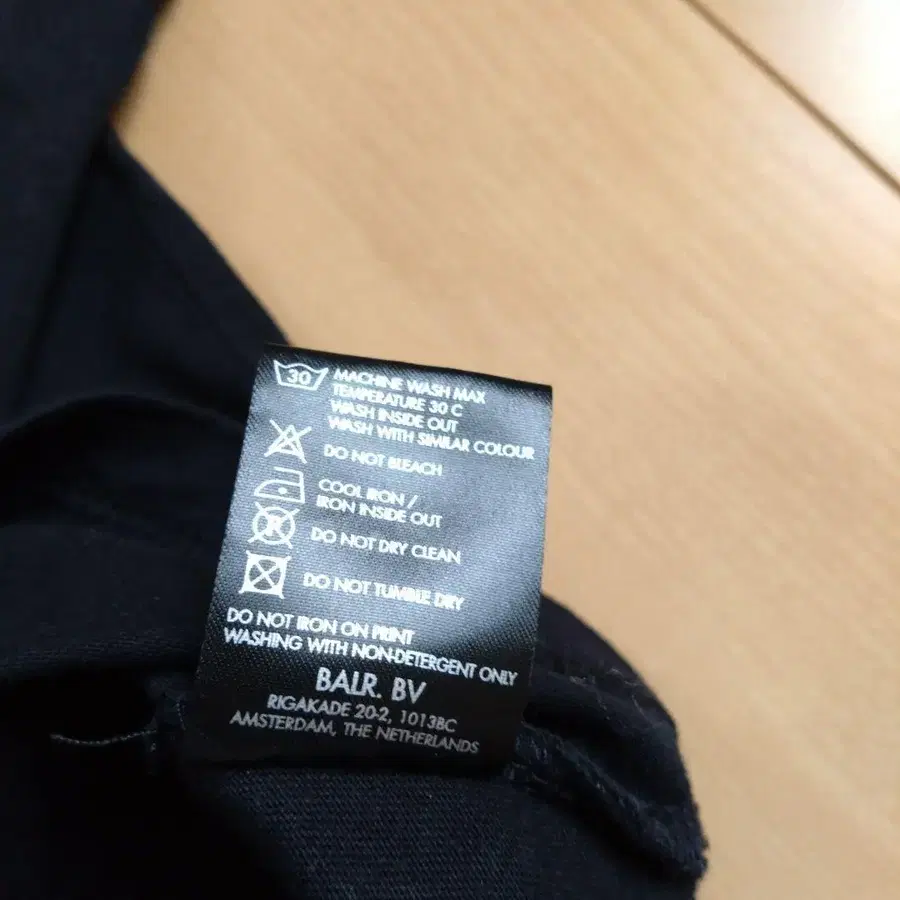 30 MACHINE WASH MAX
TEMPERATURE 30 C
WASH INSIDE OUT
WASH WITH SIMILAR COLOUR
DO NOT BLEACH
COOL IRON /
IRON INSIDE OUT
R DO NOT DRY CLEAN
DO NOT TUMBLE DRY
DO NOT IRON ON PRINT
WASHING WITH NON-DETERGENT ONLY
BALR. BV
RIGAKADE 20-2, 1013BC
AMSTERDAM, THE NETHERLANDS